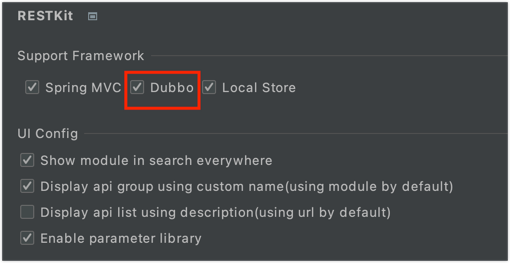 RESTKit
Support Framework
Spring MVC Dubbo Local Store
UI Config
Show module in search everywhere
Display api group using custom name(using module by default)
Display api list using description(using url by default)
Enable parameter library